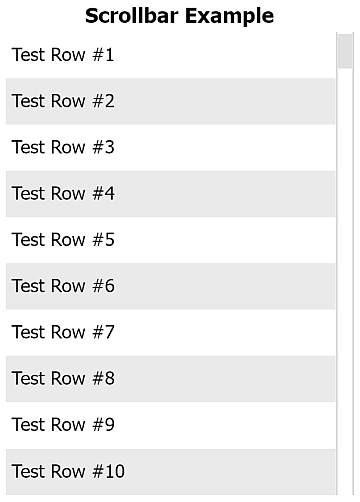 Scrollbar Example
Test Row #1
Test Row #2
Test Row #3
Test Row #4
Test Row #5
Test Row #6
Test Row #7
Test Row #8
Test Row #9
Test Row #10